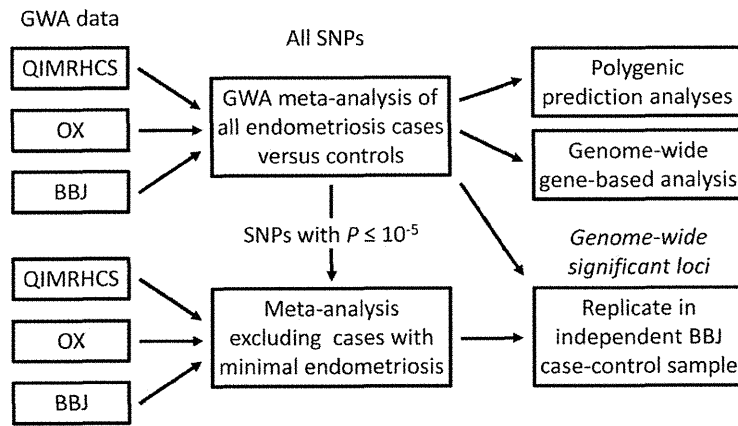 GWA data
All SNPs
QIMRHCS
OX
BBJ
GWA meta-analysis of
all endometriosis cases
versus controls
Polygenic
prediction analyses
Genome-wide
gene-based analysis
SNPs with P ≤ 10⁻⁵
Genome-wide
significant loci
QIMRHCS
OX
BBJ
Meta-analysis
excluding cases with
minimal endometriosis
Replicate in
independent BBJ
case-control sample